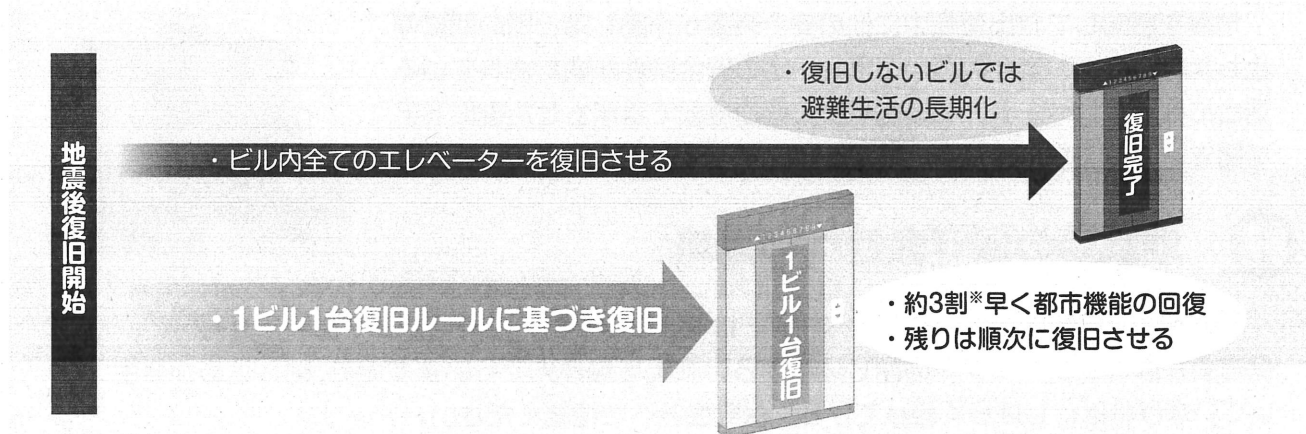 地震後復旧開始
・復旧しないビルでは
避難生活の長期化
・ビル内全てのエレベーターを復旧させる
復旧完了
・1ビル1台復旧ルールに基づき復旧
1ビル1台復旧
・約3割※早く都市機能の回復
・残りは順次に復旧させる